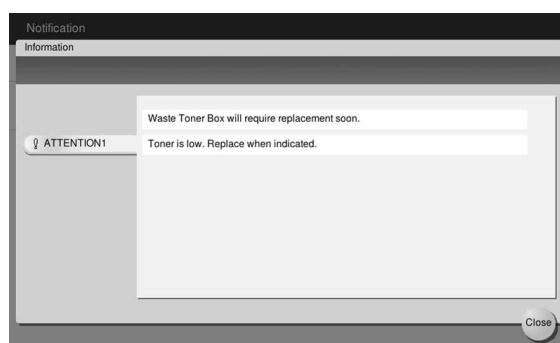 Notification
Information
Waste Toner Box will require replacement soon.
ATTENTION1
Toner is low. Replace when indicated.
Close